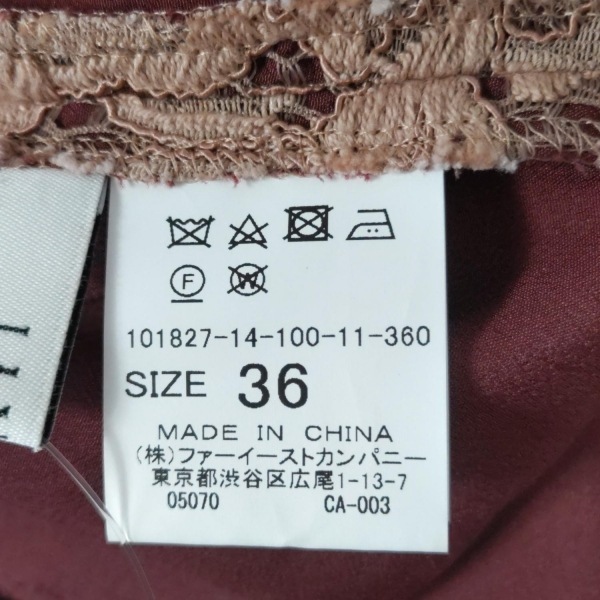 F W
101827-14-100-11-360
SIZE 36
MADE IN CHINA
(株)ファーイーストカンパニー
東京都渋谷区広尾1-13-7
05070 CA-003